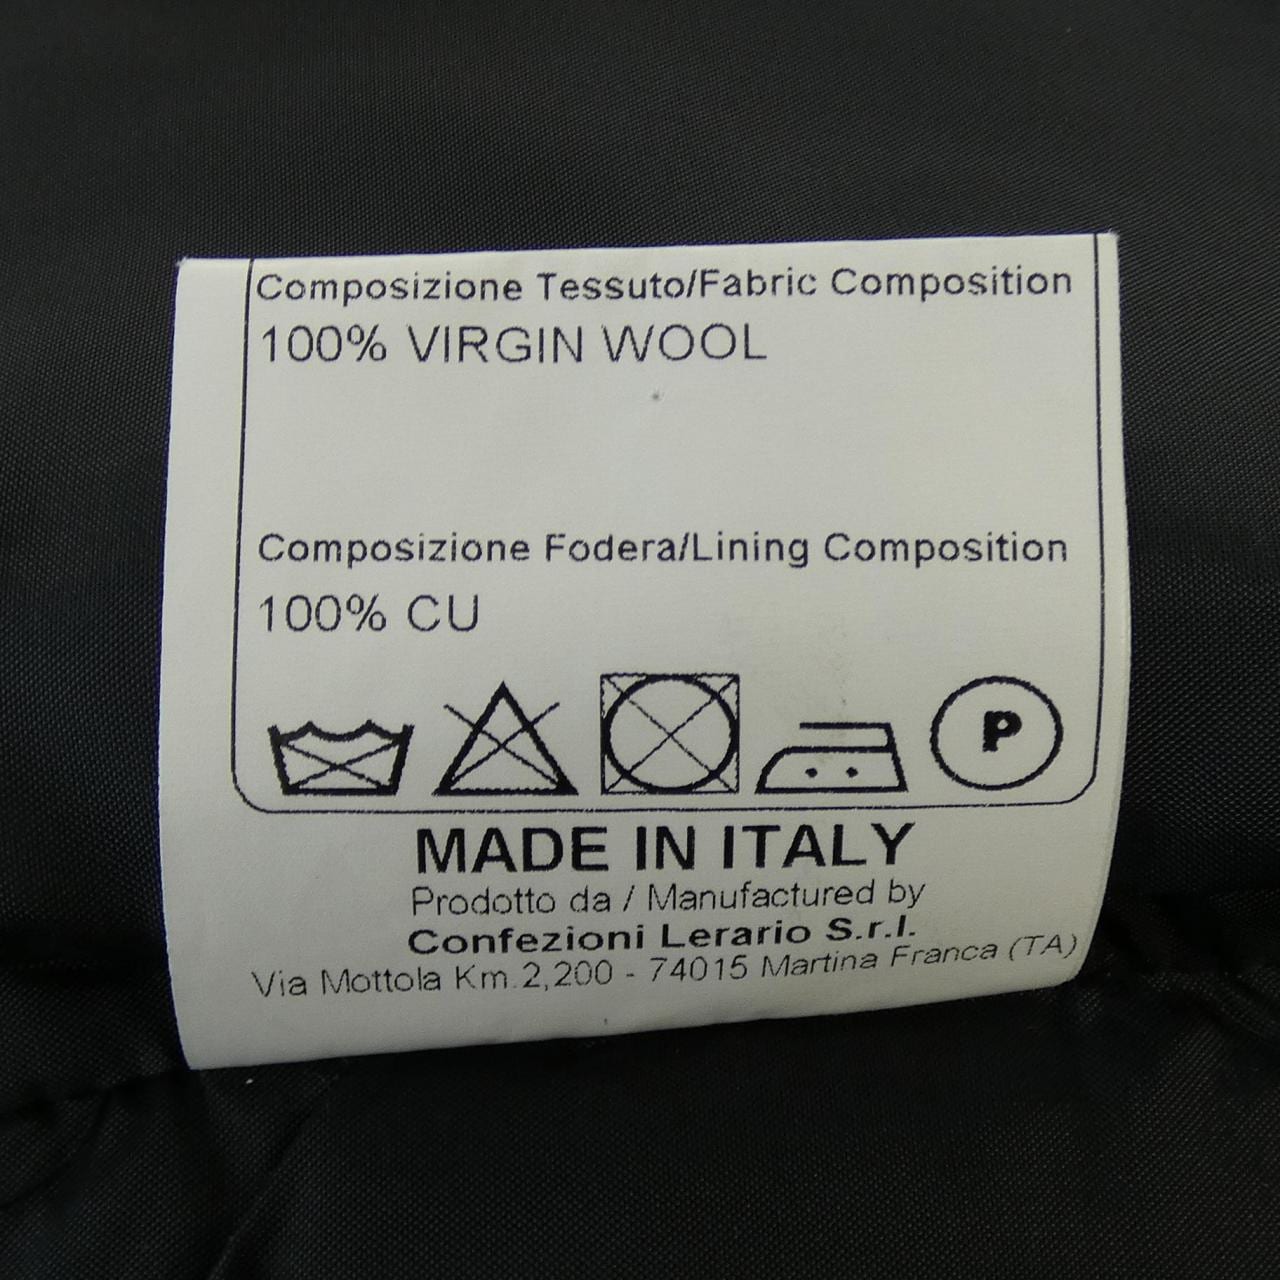 Composizione Tessuto/Fabric Composition
100% VIRGIN WOOL
Composizione Fodera/Lining Composition
100% CU
P
MADE IN ITALY
Prodotto da / Manufactured by
Confezioni Lerario S.r.l.
Via Mottola Km.2,200 - 74015 Martina Franca (TA)